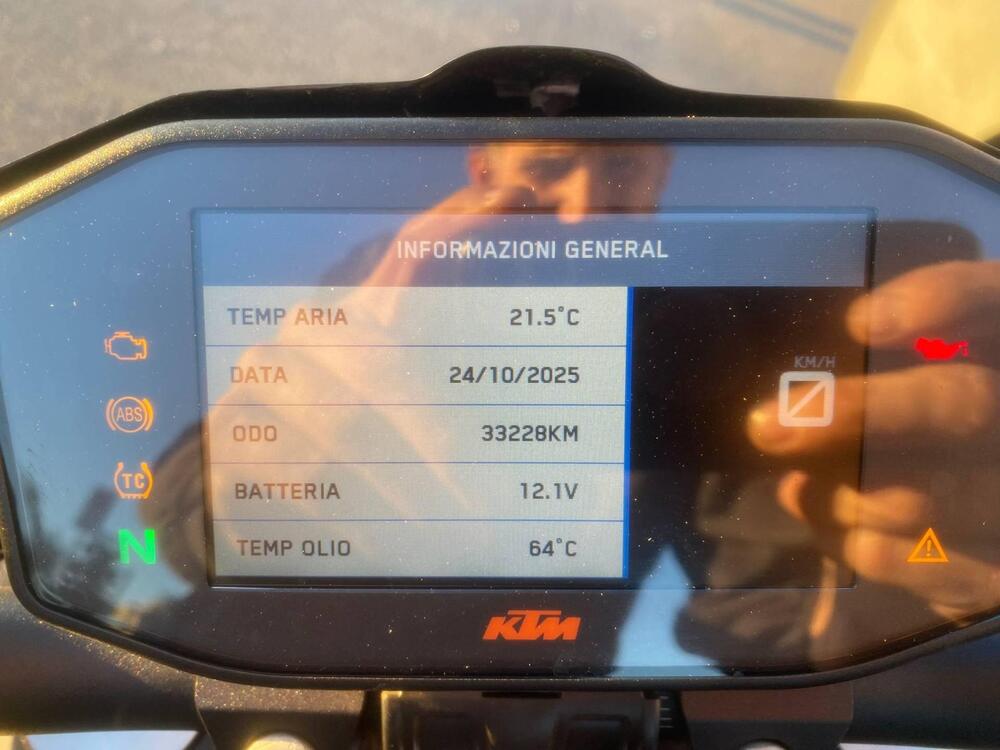 INFORMAZIONI GENERAL
TEMP ARIA 21.5°C
DATA 24/10/2025
ODO 33228KM
BATTERIA 12.1V
TEMP OLIO 64°C
KM/H
0
ABS
TC
N
KTM